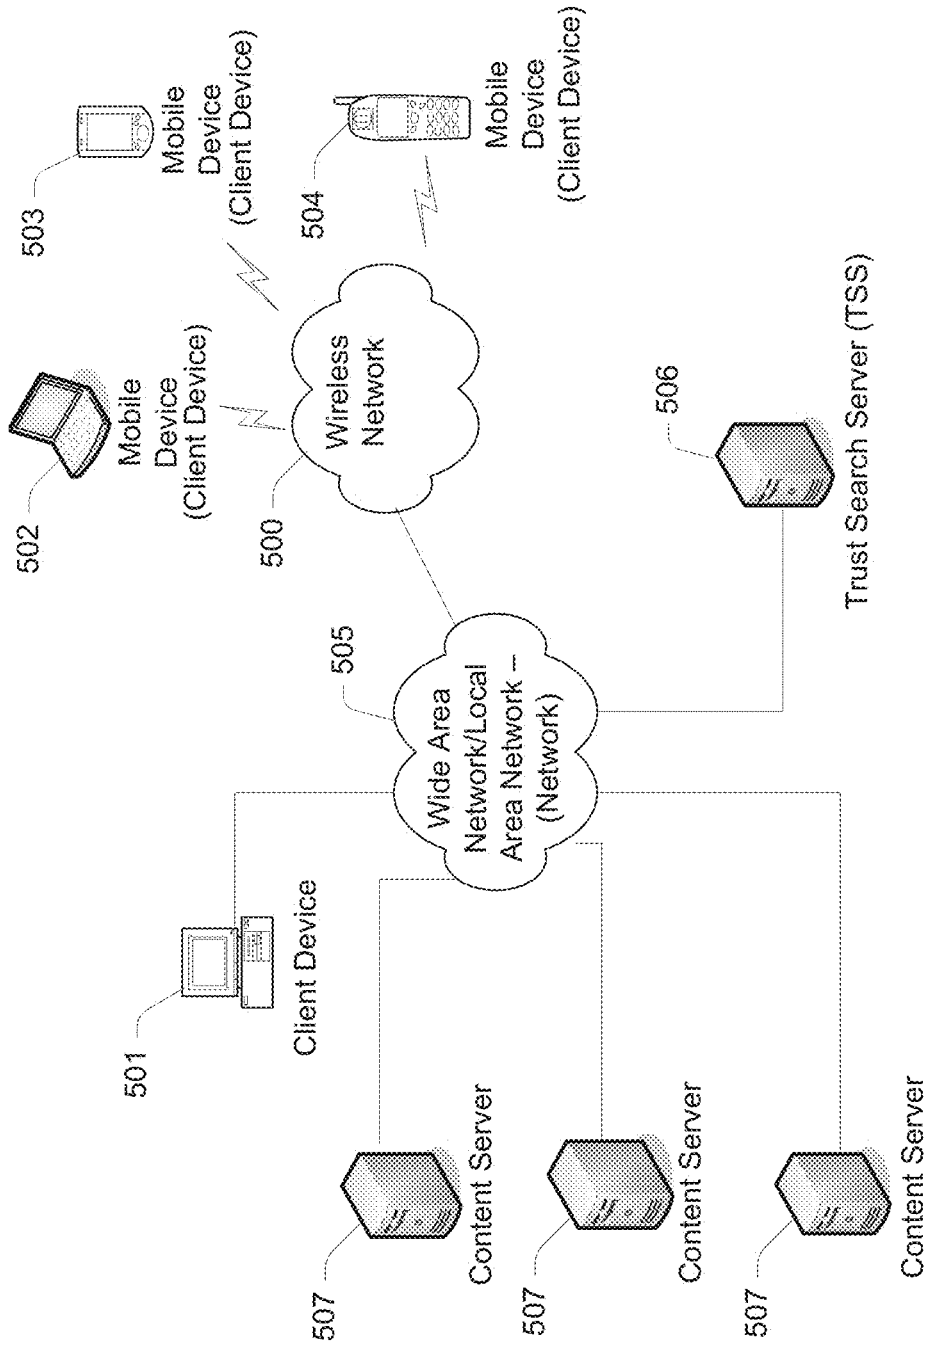 501
Client Device
502
Mobile
Device
(Client Device)
503
Mobile
Device
(Client Device)
504
Mobile
Device
(Client Device)
500
Wireless
Network
505
Wide Area
Network/Local
Area Network –
(Network)
507
Content Server
507
Content Server
507
Content Server
506
Trust Search Server (TSS)